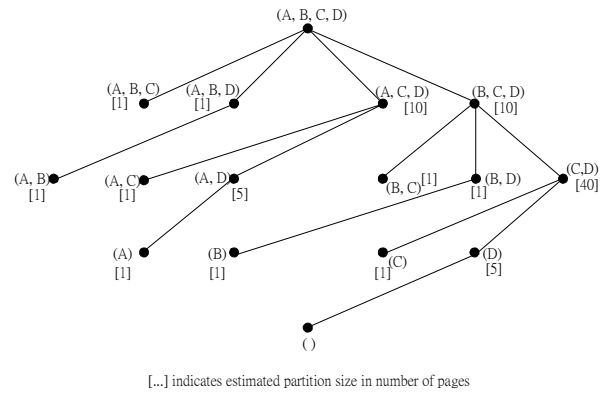 (A, B, C, D)
(A, B, C)
[1]
(A, B, D)
[1]
(A, C, D)
[10]
(B, C, D)
[10]
(A, B)
[1]
(A, C)
[1]
(A, D)
[5]
(B, C)
[1]
(B, D)
[1]
(C,D)
[40]
(A)
[1]
(B)
[1]
(C)
[1]
(D)
[5]
( )
[...] indicates estimated partition size in number of pages